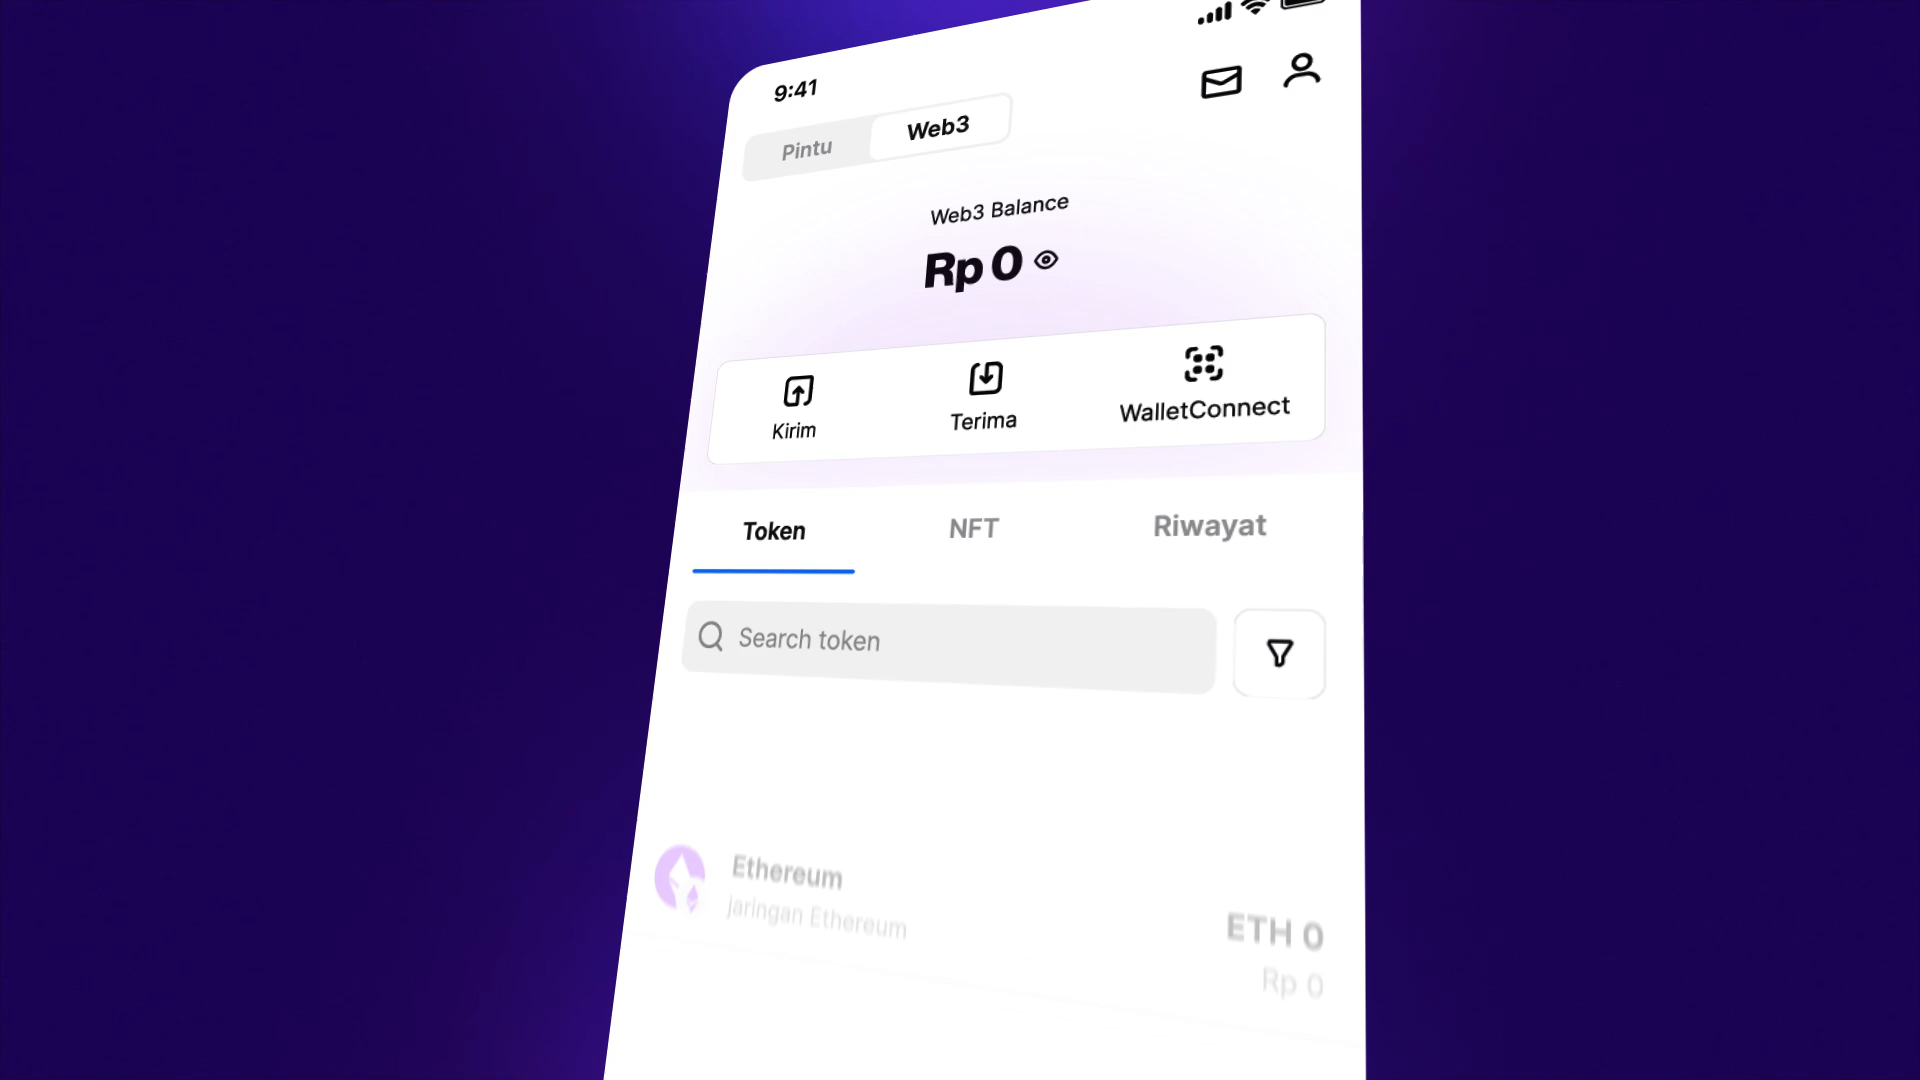 9:41
Pintu
Web3
Web3 Balance
Rp 0
Kirim
Terima
WalletConnect
Token
NFT
Riwayat
Search token
Ethereum
jaringan Ethereum
ETH 0
Rp 0